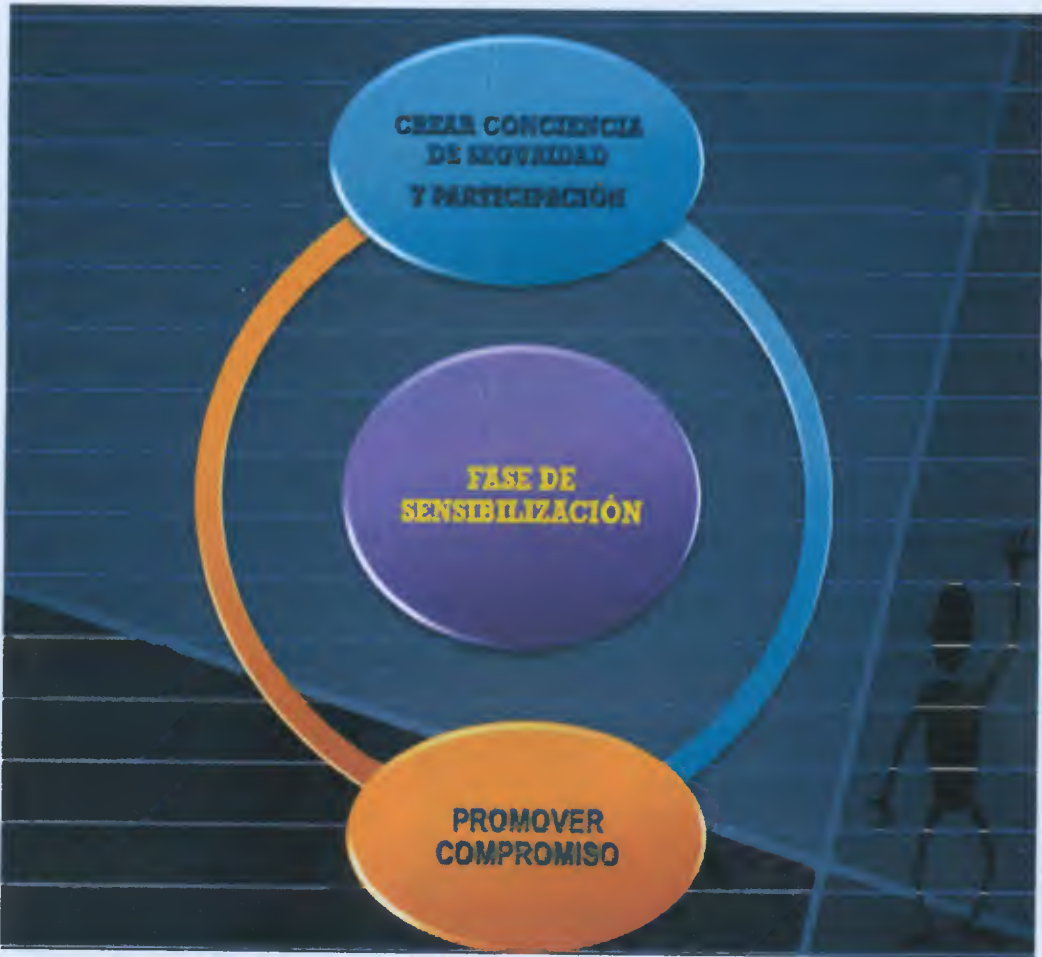 CREAR CONCIENCIA
DE SEGURIDAD
Y PARTICIPACIÓN
FASE DE
SENSIBILIZACIÓN
PROMOVER
COMPROMISO